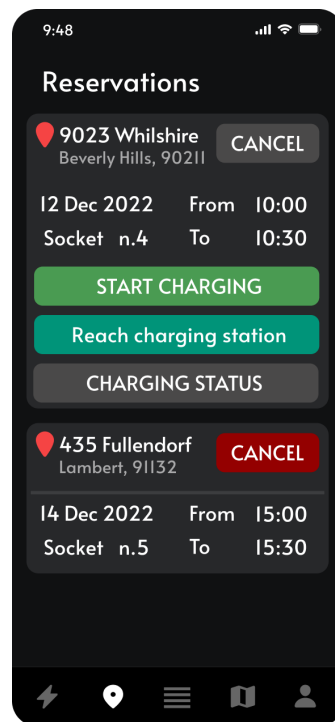 9:48
Reservations
9023 Whilshire
CANCEL
Beverly Hills, 90211
12 Dec 2022 From 10:00
Socket n.4 To 10:30
START CHARGING
Reach charging station
CHARGING STATUS
435 Fullendorf
CANCEL
Lambert, 91132
14 Dec 2022 From 15:00
Socket n.5 To 15:30